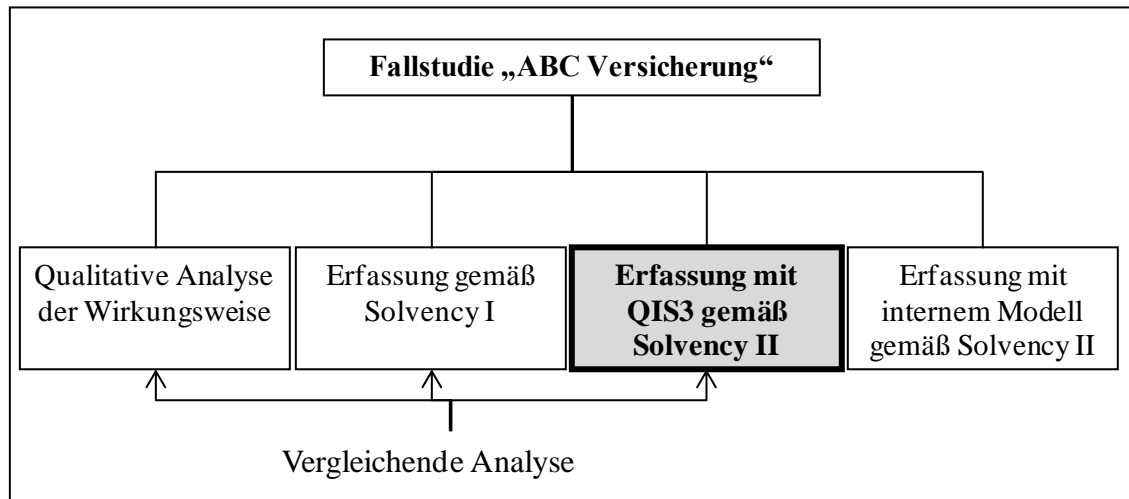 Fallstudie „ABC Versicherung“
Qualitative Analyse
der Wirkungsweise
Erfassung gemäß
Solvency I
Erfassung mit
QIS3 gemäß
Solvency II
Erfassung mit
internem Modell
gemäß Solvency II
Vergleichende Analyse